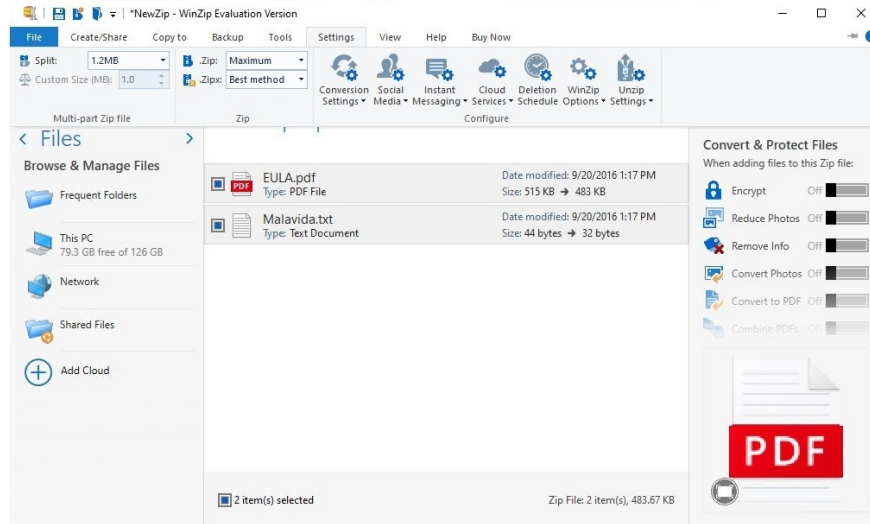 *NewZip - WinZip Evaluation Version
File Create/Share Copy to Backup Tools Settings View Help Buy Now
Split: 1.2MB
Custom Size (MB): 1.0
Multi-part Zip file
.Zip: Maximum
.Zipx: Best method
Zip
Conversion Settings
Social Media
Instant Messaging
Cloud Services
Deletion Schedule
WinZip Options
Unzip Settings
Configure
Files
Browse & Manage Files
Frequent Folders
This PC
79.3 GB free of 126 GB
Network
Shared Files
Add Cloud
PDF
EULA.pdf
Type: PDF File
Date modified: 9/20/2016 1:17 PM
Size: 515 KB → 483 KB
Malavida.txt
Type: Text Document
Date modified: 9/20/2016 1:17 PM
Size: 44 bytes → 32 bytes
2 item(s) selected
Zip File: 2 item(s), 483.67 KB
Convert & Protect Files
When adding files to this Zip file:
Encrypt Off
Reduce Photos Off
Remove Info Off
Convert Photos Off
Convert to PDF Off
Combine PDFs Off
PDF